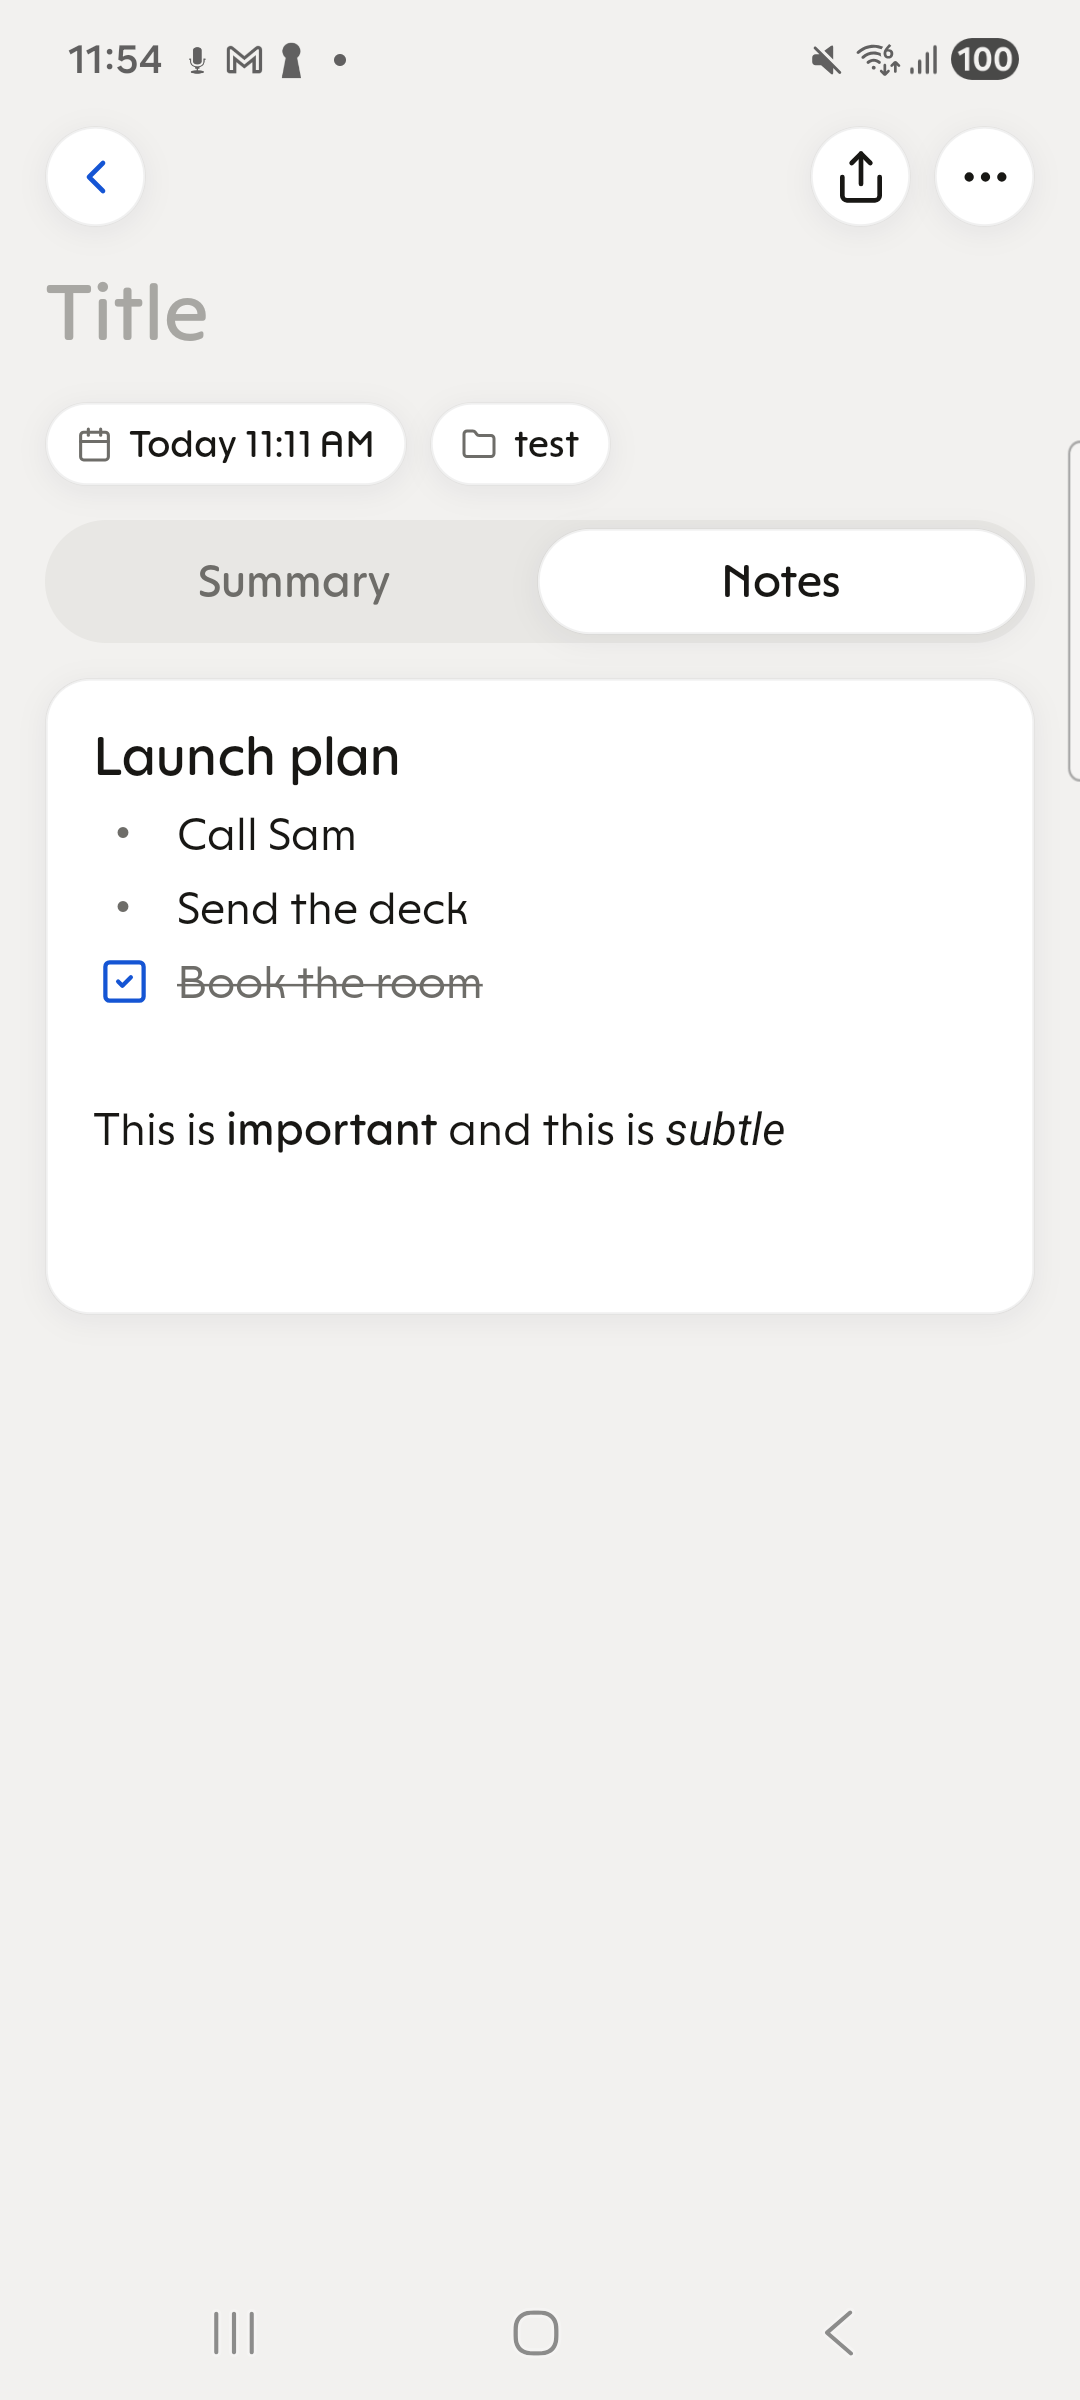 11:54
6
100
Title
Today 11:11 AM
test
Summary
Notes
Launch plan
• Call Sam
• Send the deck
Book the room
This is important and this is subtle